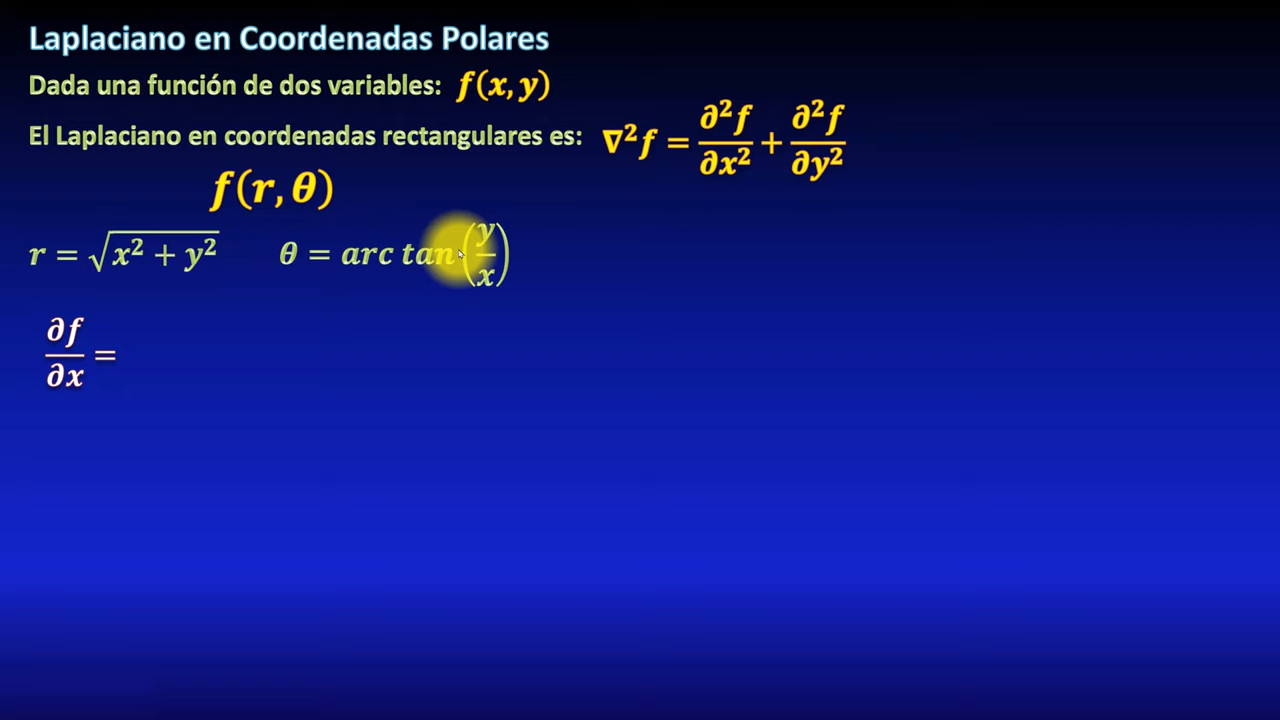 Laplaciano en Coordenadas Polares
Dada una función de dos variables: f(x, y)
El Laplaciano en coordenadas rectangulares es: ∇²f = ∂²f/∂x² + ∂²f/∂y²
f(r, θ)
r = √(x² + y²) θ = arc tan (y/x)
∂f/∂x =